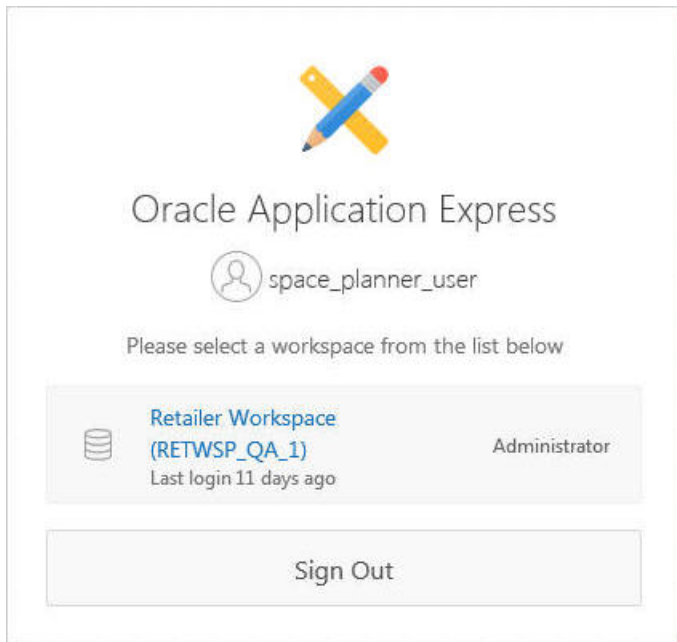 Oracle Application Express
space_planner_user
Please select a workspace from the list below
Retailer Workspace
(RETWSP_QA_1)
Administrator
Last login 11 days ago
Sign Out